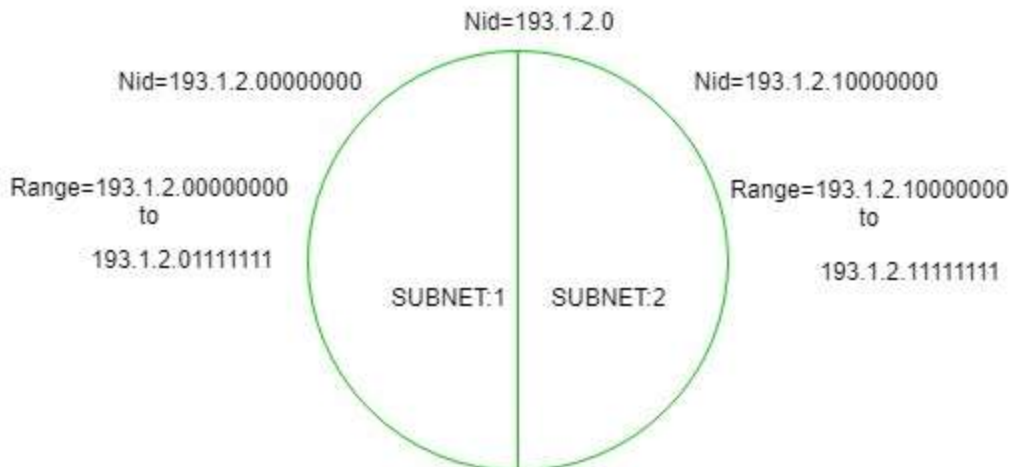 Nid=193.1.2.0
Nid=193.1.2.00000000
Nid=193.1.2.10000000
Range=193.1.2.00000000
to
193.1.2.01111111
Range=193.1.2.10000000
to
193.1.2.11111111
SUBNET:1
SUBNET:2